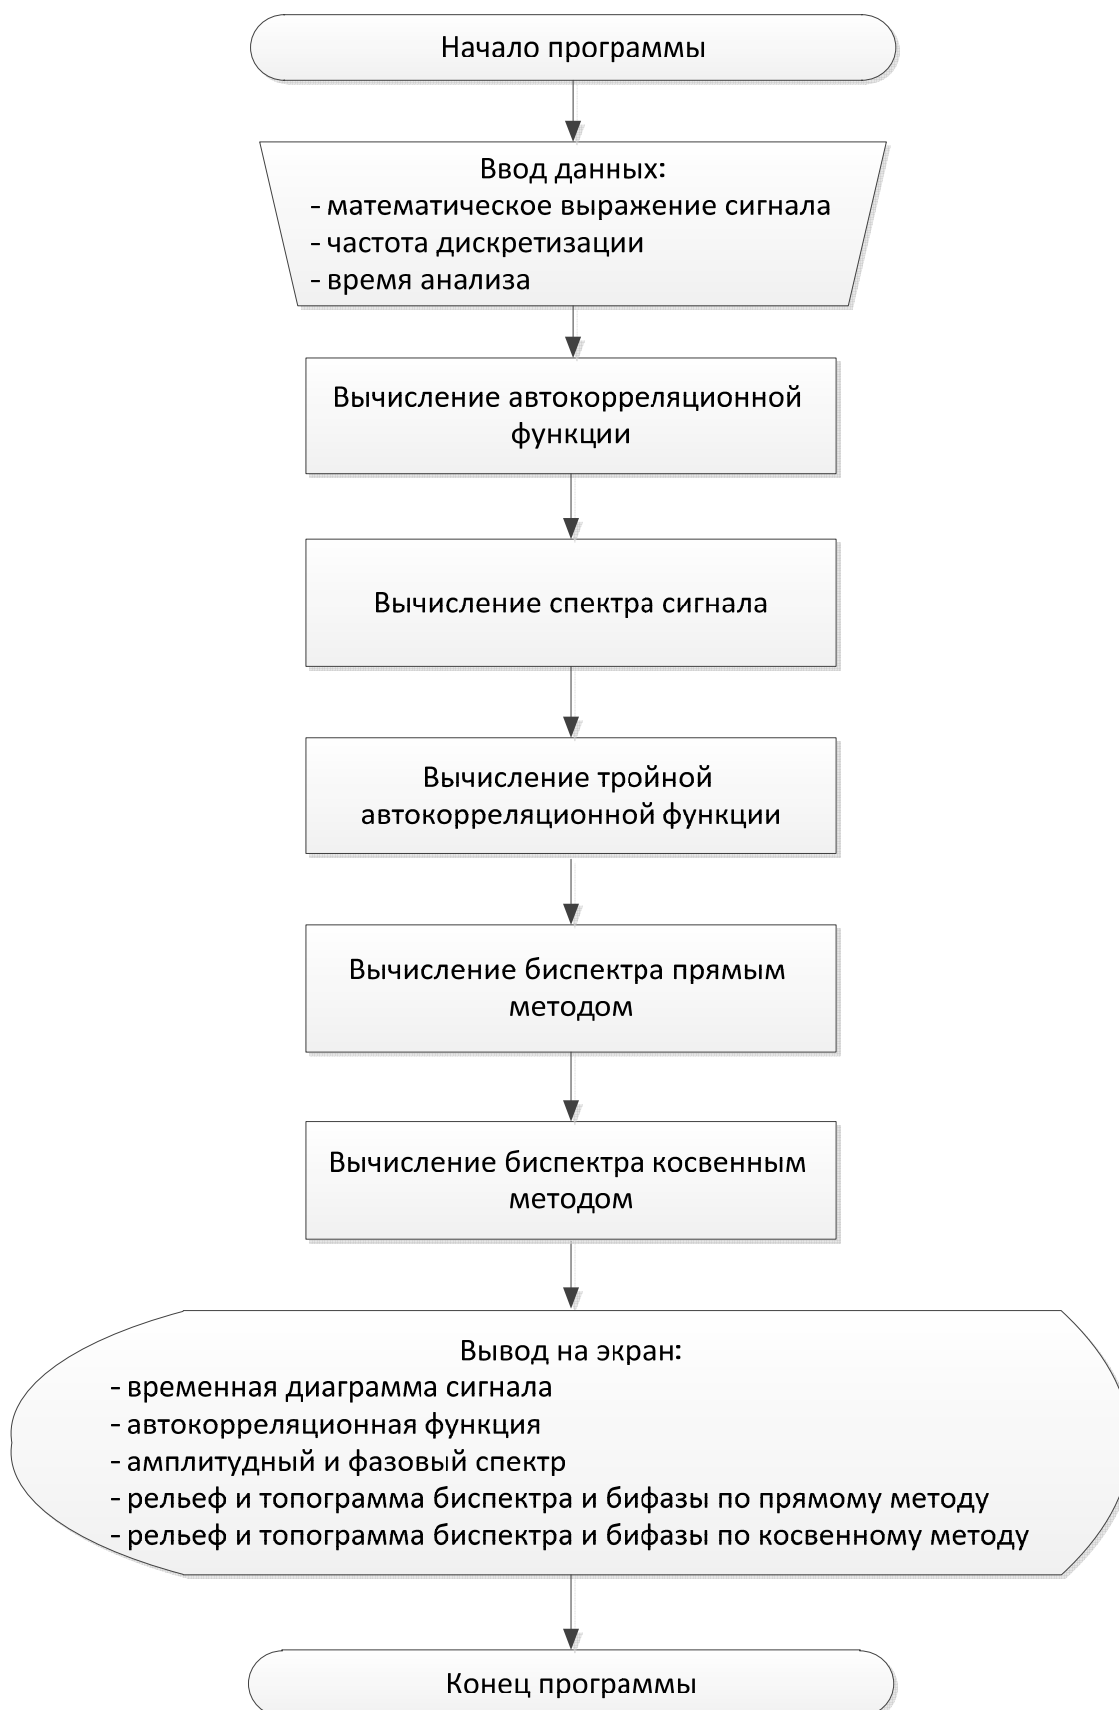 Начало программы
Ввод данных:
- математическое выражение сигнала
- частота дискретизации
- время анализа
Вычисление автокорреляционной
функции
Вычисление спектра сигнала
Вычисление тройной
автокорреляционной функции
Вычисление биспектра прямым
методом
Вычисление биспектра косвенным
методом
Вывод на экран:
- временная диаграмма сигнала
- автокорреляционная функция
- амплитудный и фазовый спектр
- рельеф и топограмма биспектра и бифазы по прямому методу
- рельеф и топограмма биспектра и бифазы по косвенному методу
Конец программы